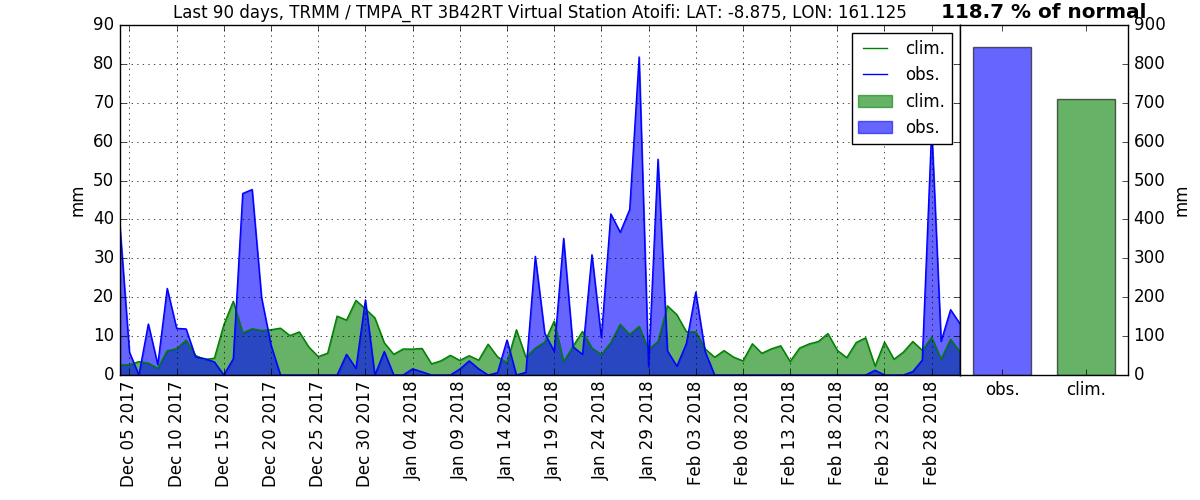 Last 90 days, TRMM / TMPA_RT 3B42RT Virtual Station Atoifi: LAT: -8.875, LON: 161.125
118.7 % of normal
90
80
70
60
50
40
30
20
10
0
mm
clim.
obs.
clim.
obs.
900
800
700
600
500
400
300
200
100
0
mm
Dec 05 2017
Dec 10 2017
Dec 15 2017
Dec 20 2017
Dec 25 2017
Dec 30 2017
Jan 04 2018
Jan 09 2018
Jan 14 2018
Jan 19 2018
Jan 24 2018
Jan 29 2018
Feb 03 2018
Feb 08 2018
Feb 13 2018
Feb 18 2018
Feb 23 2018
Feb 28 2018
obs.
clim.